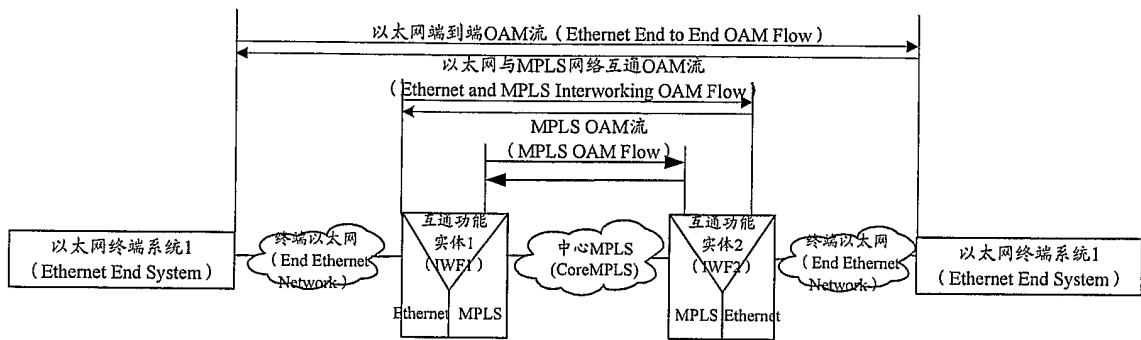 以太网端到端OAM流（Ethernet End to End OAM Flow）
以太网与MPLS网络互通OAM流
（Ethernet and MPLS Interworking OAM Flow）
MPLS OAM流
（MPLS OAM Flow）
以太网终端系统1
（Ethernet End System）
终端以太网
（End Ethernet
Network）
互通功能
实体1
（IWF1）
Ethernet
MPLS
中心MPLS
(CoreMPLS)
互通功能
实体2
（IWF2）
MPLS
Ethernet
终端以太网
（End Ethernet
Network）
以太网终端系统1
（Ethernet End System）